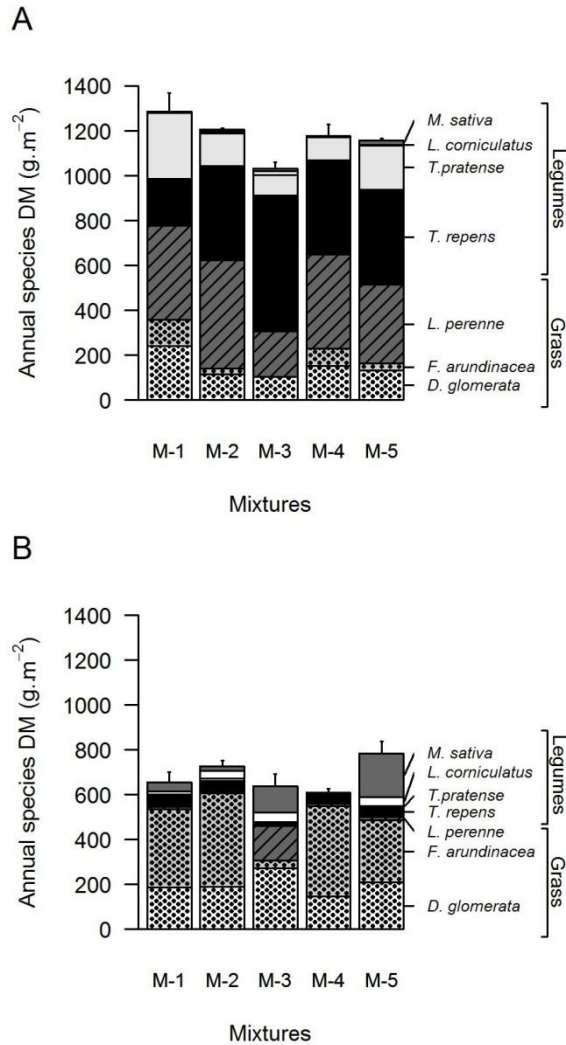 A
Annual species DM (g.m−2)
1400
1200
1000
800
600
400
200
0
M-1 M-2 M-3 M-4 M-5
Mixtures
M. sativa
L. corniculatus
T.pratense
T. repens
L. perenne
F. arundinacea
D. glomerata
Legumes
Grass
B
Annual species DM (g.m−2)
1400
1200
1000
800
600
400
200
0
M-1 M-2 M-3 M-4 M-5
Mixtures
M. sativa
L. corniculatus
T.pratense
T. repens
L. perenne
F. arundinacea
D. glomerata
Legumes
Grass